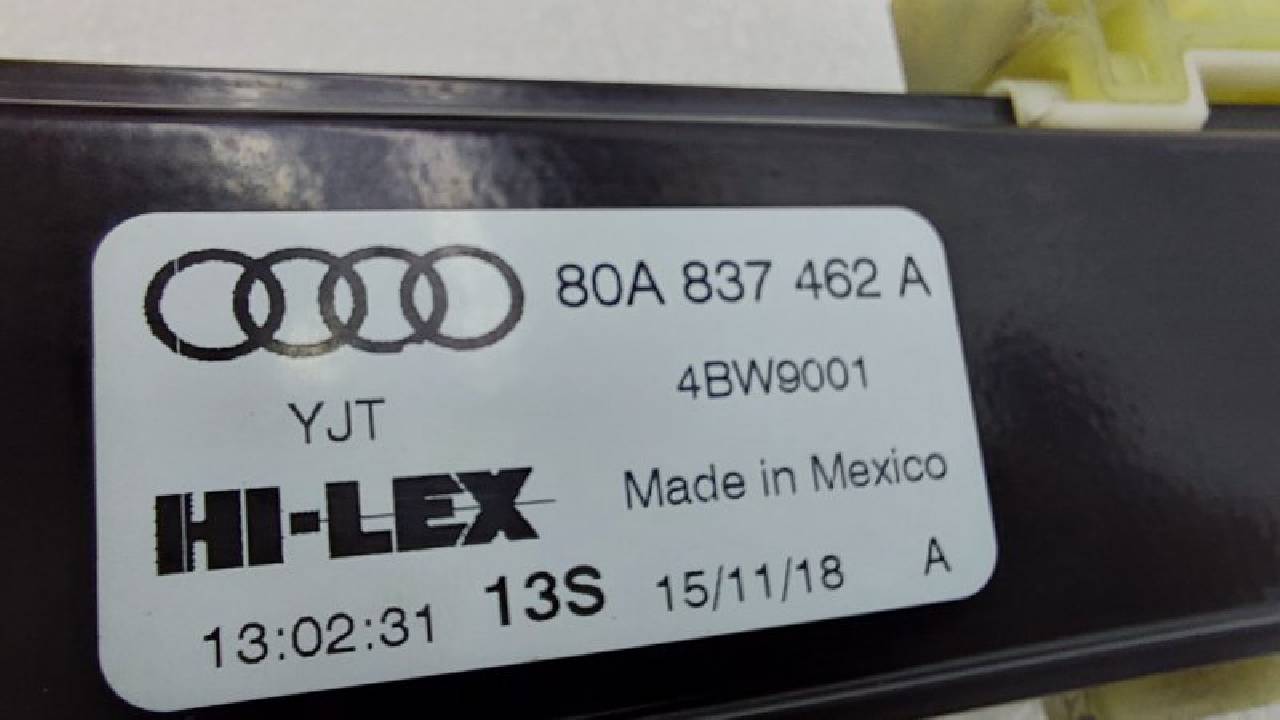 80A 837 462 A
4BW9001
YJT
HI-LEX
Made in Mexico
13:02:31 13S 15/11/18 A